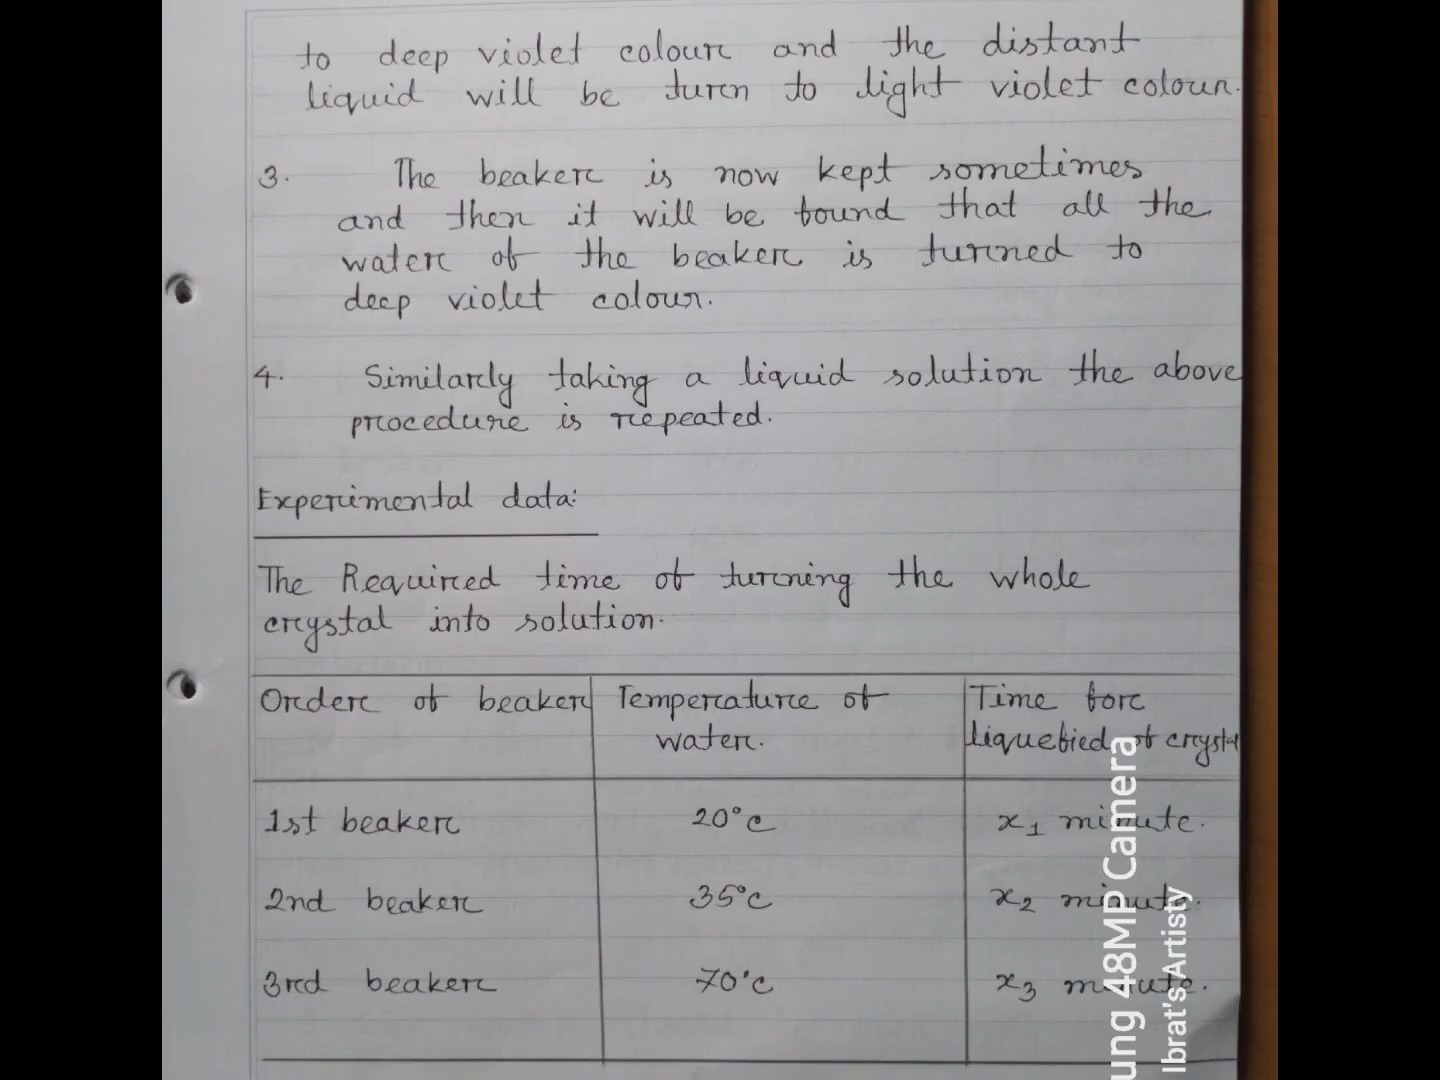 to deep violet colour and the distant
liquid will be turn to light violet colour.
3. The beaker is now kept sometimes
and then it will be found that all the
water of the beaker is turned to
deep violet colour.
4. Similarly taking a liquid solution the above
procedure is repeated.
Experimental data:
The Required time of turning the whole
crystal into solution.
Order of beaker Temperature of water. Time for liquefied of crystal
1st beaker 20°c x1 minute.
2nd beaker 35°c x2 minute.
3rd beaker 70°c x3 minute.
ung 48MP Camera
Ibrat's Artisty